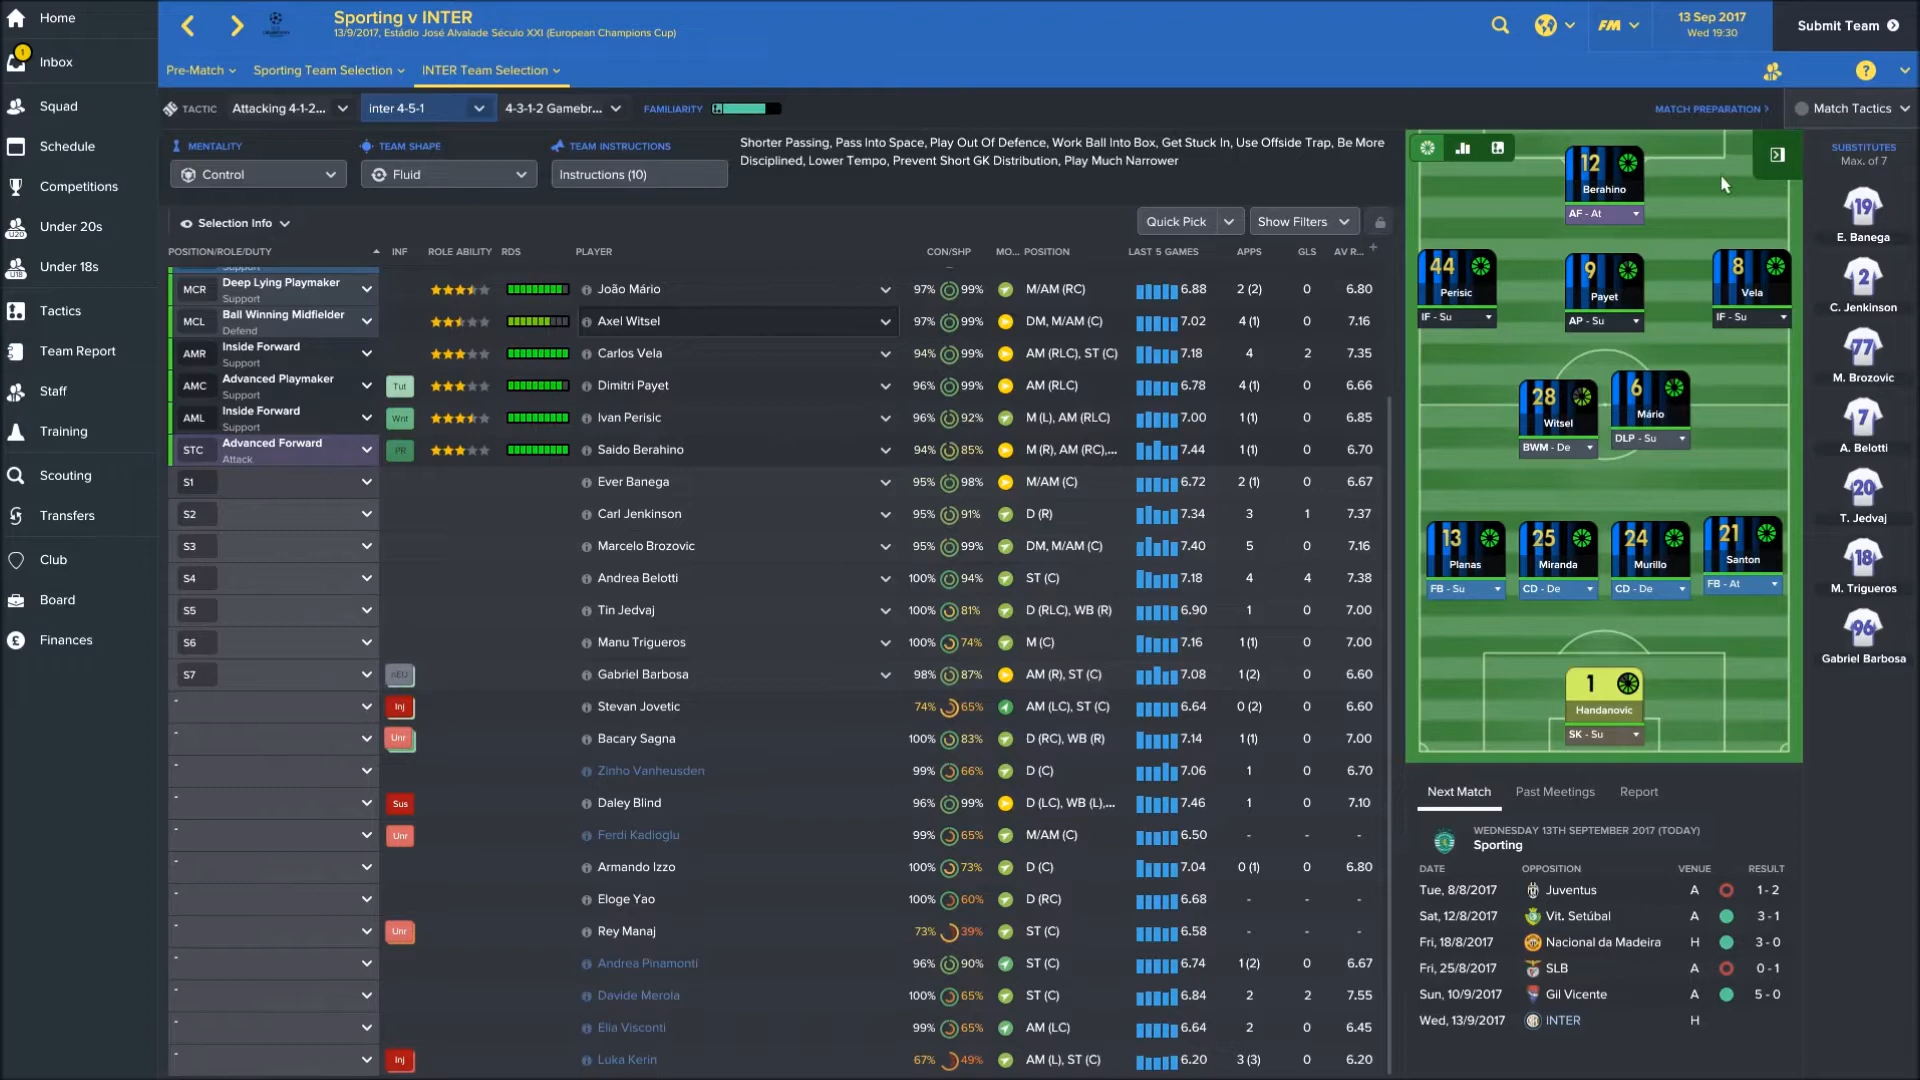 Home
Inbox
1
Squad
Schedule
Competitions
Under 20s
Under 18s
Tactics
Team Report
Staff
Training
Scouting
Transfers
Club
Board
Finances
Sporting v INTER
13/9/2017, Estádio José Alvalade Século XXI (European Champions Cup)
FM
13 Sep 2017
Wed 19:30
Submit Team
Pre-Match
Sporting Team Selection
INTER Team Selection
TACTIC
Attacking 4-1-2...
inter 4-5-1
4-3-1-2 Gamebr...
FAMILIARITY
MATCH PREPARATION >
Match Tactics
MENTALITY
Control
TEAM SHAPE
Fluid
TEAM INSTRUCTIONS
Instructions (10)
Shorter Passing, Pass Into Space, Play Out Of Defence, Work Ball Into Box, Get Stuck In, Use Offside Trap, Be More
Disciplined, Lower Tempo, Prevent Short GK Distribution, Play Much Narrower
Selection Info
Quick Pick
Show Filters
POSITION/ROLE/DUTY INF ROLE ABILITY RDS PLAYER CON/SHP MO... POSITION LAST 5 GAMES APPS GLS AV R... +
MCR Deep Lying Playmaker Support João Mário 97% 99% M/AM (RC) 6.88 2 (2) 0 6.80
MCL Ball Winning Midfielder Defend Axel Witsel 97% 99% DM, M/AM (C) 7.02 4 (1) 0 7.16
AMR Inside Forward Support Carlos Vela 94% 99% AM (RLC), ST (C) 7.18 4 2 7.35
AMC Advanced Playmaker Support Tut Dimitri Payet 96% 99% AM (RLC) 6.78 4 (1) 0 6.66
AML Inside Forward Support Wnt Ivan Perisic 96% 92% M (L), AM (RLC) 7.00 1 (1) 0 6.85
STC Advanced Forward Attack PR Saido Berahino 94% 85% M (R), AM (RC),... 7.44 1 (1) 0 6.70
S1 Ever Banega 95% 98% M/AM (C) 6.72 2 (1) 0 6.67
S2 Carl Jenkinson 95% 91% D (R) 7.34 3 1 7.37
S3 Marcelo Brozovic 95% 99% DM, M/AM (C) 7.40 5 0 7.16
S4 Andrea Belotti 100% 94% ST (C) 7.18 4 4 7.38
S5 Tin Jedvaj 100% 81% D (RLC), WB (R) 6.90 1 0 7.00
S6 Manu Trigueros 100% 74% M (C) 7.16 1 (1) 0 7.00
S7 nEU Gabriel Barbosa 98% 87% AM (R), ST (C) 7.08 1 (2) 0 6.60
- Inj Stevan Jovetic 74% 65% AM (LC), ST (C) 6.64 0 (2) 0 6.60
- Unr Bacary Sagna 100% 83% D (RC), WB (R) 7.14 1 (1) 0 7.00
- Zinho Vanheusden 99% 66% D (C) 7.06 1 0 6.70
- Sus Daley Blind 96% 99% D (LC), WB (L),... 7.46 1 0 7.10
- Unr Ferdi Kadioglu 99% 65% M/AM (C) 6.50 - - -
- Armando Izzo 100% 73% D (C) 7.04 0 (1) 0 6.80
- Eloge Yao 100% 60% D (RC) 6.68 - - -
- Unr Rey Manaj 73% 39% ST (C) 6.58 - - -
- Andrea Pinamonti 96% 90% ST (C) 6.74 1 (2) 0 6.67
- Davide Merola 100% 65% ST (C) 6.84 2 2 7.55
- Elia Visconti 99% 65% AM (LC) 6.64 2 0 6.45
- Inj Luka Kerin 67% 49% AM (L), ST (C) 6.20 3 (3) 0 6.20
12
Berahino
AF - At
44
Perisic
IF - Su
9
Payet
AP - Su
8
Vela
IF - Su
28
Witsel
BWM - De
6
Mário
DLP - Su
13
Planas
FB - Su
25
Miranda
CD - De
24
Murillo
CD - De
21
Santon
FB - At
1
Handanovic
SK - Su
SUBSTITUTES
Max. of 7
19
E. Banega
2
C. Jenkinson
77
M. Brozovic
7
A. Belotti
20
T. Jedvaj
18
M. Trigueros
96
Gabriel Barbosa
Next Match
Past Meetings
Report
WEDNESDAY 13TH SEPTEMBER 2017 (TODAY)
Sporting
DATE OPPOSITION VENUE RESULT
Tue, 8/8/2017 Juventus A 1 - 2
Sat, 12/8/2017 Vit. Setúbal A 3 - 1
Fri, 18/8/2017 Nacional da Madeira H 3 - 0
Fri, 25/8/2017 SLB A 0 - 1
Sun, 10/9/2017 Gil Vicente A 5 - 0
Wed, 13/9/2017 INTER H